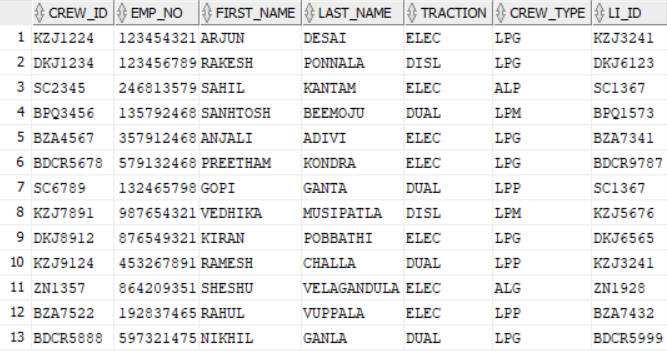 CREW_ID EMP_NO FIRST_NAME LAST_NAME TRACTION CREW_TYPE LI_ID
1 KZJ1224 123454321 ARJUN DESAI ELEC LPG KZJ3241
2 DKJ1234 123456789 RAKESH PONNALA DISL LPG DKJ6123
3 SC2345 246813579 SAHIL KANTAM ELEC ALP SC1367
4 BPQ3456 135792468 SANHTOSH BEEMOJU DUAL LPM BPQ1573
5 BZA4567 357912468 ANJALI ADIVI ELEC LPG BZA7341
6 BDCR5678 579132468 PREETHAM KONDRA ELEC LPG BDCR9787
7 SC6789 132465798 GOPI GANTA DUAL LPP SC1367
8 KZJ7891 987654321 VEDHIKA MUSIPATLA DISL LPM KZJ5676
9 DKJ8912 876549321 KIRAN POBBATHI ELEC LPG DKJ6565
10 KZJ9124 453267891 RAMESH CHALLA DUAL LPP KZJ3241
11 ZN1357 864209351 SHESHU VELAGANDULA ELEC ALG ZN1928
12 BZA7522 192837465 RAHUL VUPPALA ELEC LPP BZA7432
13 BDCR5888 597321475 NIKHIL GANLA DUAL LPG BDCR5999